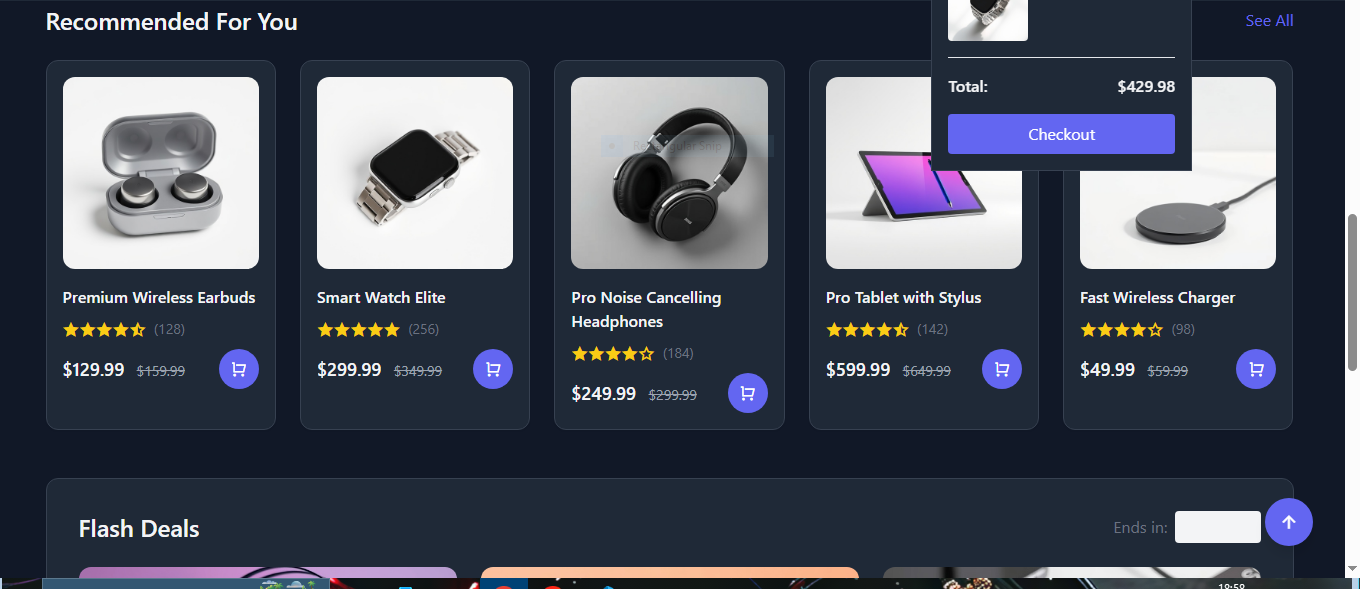 Recommended For You
See All
Total:
$429.98
Checkout
Rectangular Snip
Premium Wireless Earbuds
(128)
$129.99 $159.99
Smart Watch Elite
(256)
$299.99 $349.99
Pro Noise Cancelling
Headphones
(184)
$249.99 $299.99
Pro Tablet with Stylus
(142)
$599.99 $649.99
Fast Wireless Charger
(98)
$49.99 $59.99
Flash Deals
Ends in: